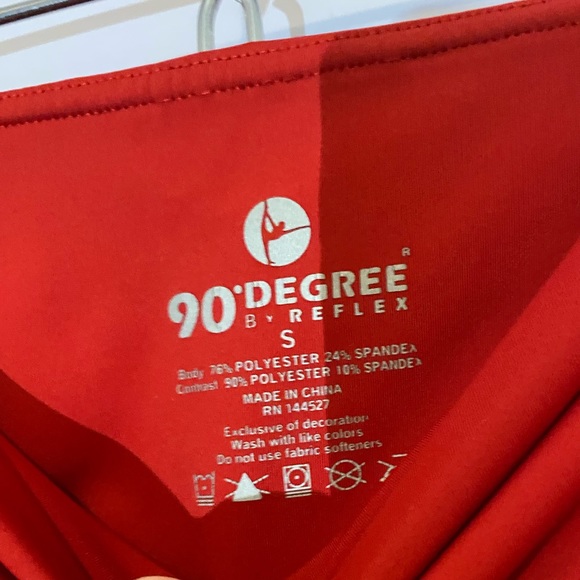 90°DEGREE®
BY REFLEX
S
Body 76% POLYESTER 24% SPANDEX
Contrast 90% POLYESTER 10% SPANDEX
MADE IN CHINA
RN 144527
Exclusive of decoration
Wash with like colors
Do not use fabric softeners